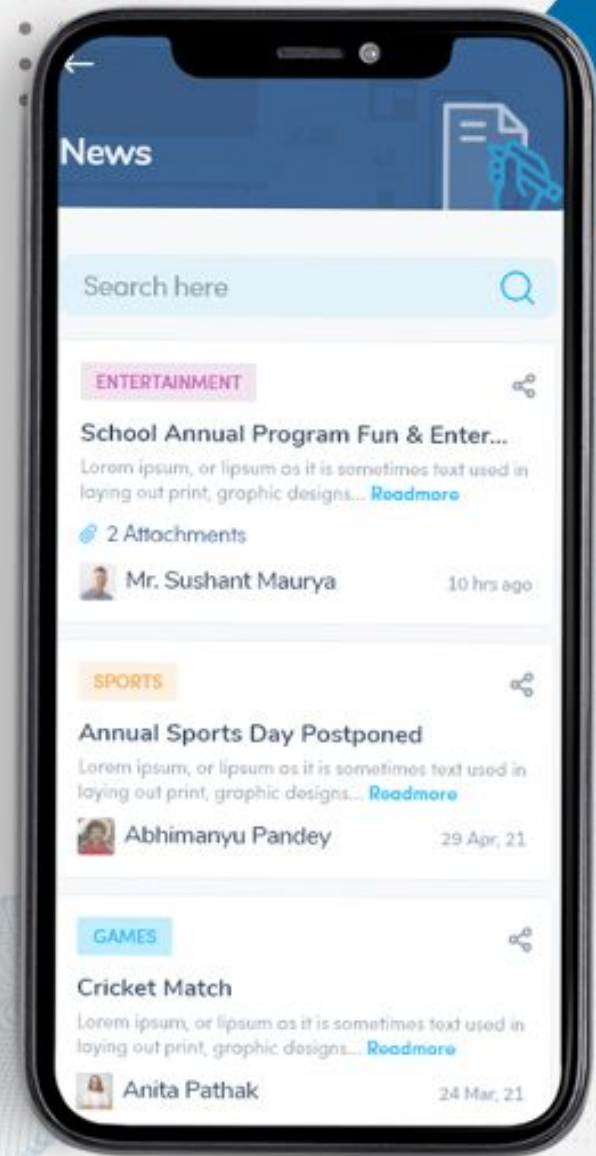 News
Search here
ENTERTAINMENT
School Annual Program Fun & Enter...
Lorem ipsum, or lipsum as it is sometimes text used in
laying out print, graphic designs... Readmore
2 Attachments
Mr. Sushant Maurya
10 hrs ago
SPORTS
Annual Sports Day Postponed
Lorem ipsum, or lipsum as it is sometimes text used in
laying out print, graphic designs... Readmore
Abhimanyu Pandey
29 Apr, 21
GAMES
Cricket Match
Lorem ipsum, or lipsum as it is sometimes text used in
laying out print, graphic designs... Readmore
Anita Pathak
24 Mar, 21